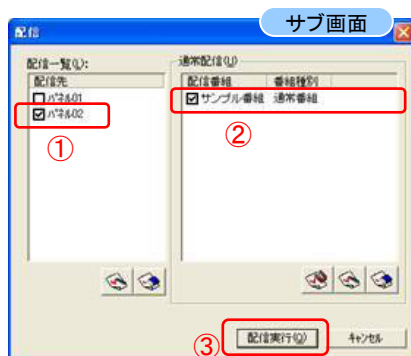 サブ画面
配信
配信一覧(L):
配信先
パネル01
パネル02
①
通常配信(U)
配信番組 番組種別
サンプル番組 通常番組
②
③
配信実行(O) キャンセル